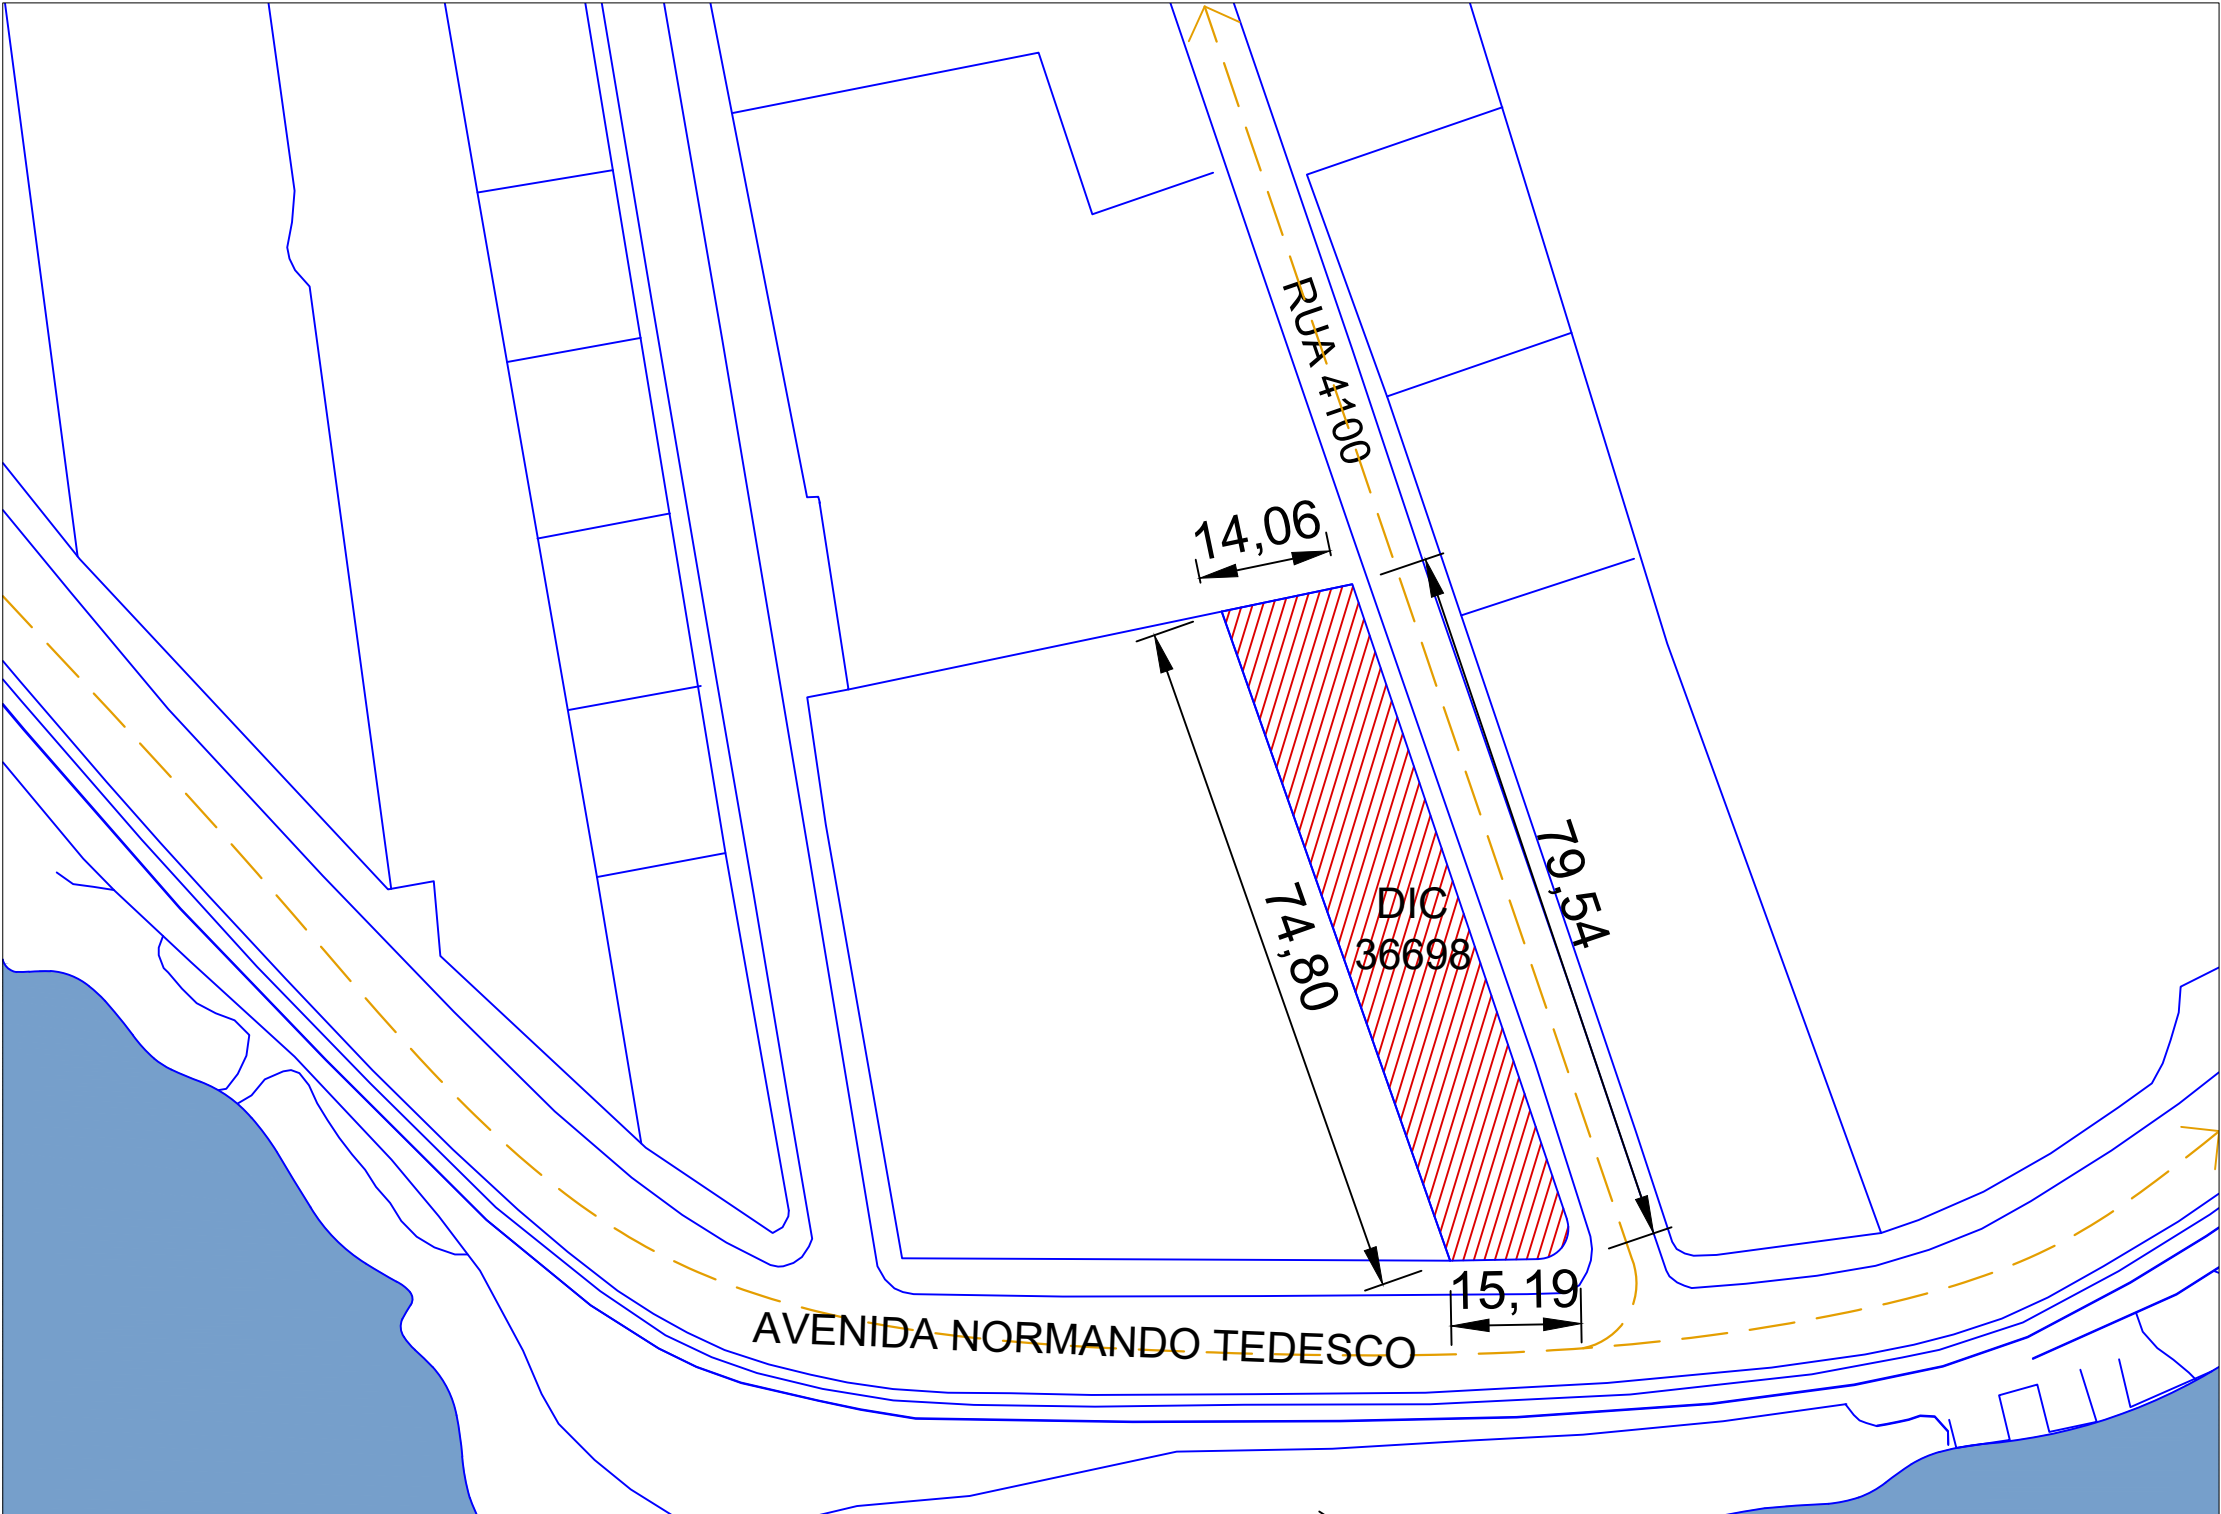 RUA 4100
14,06
79,54
DIC
36698
74,80
15,19
AVENIDA NORMANDO TEDESCO